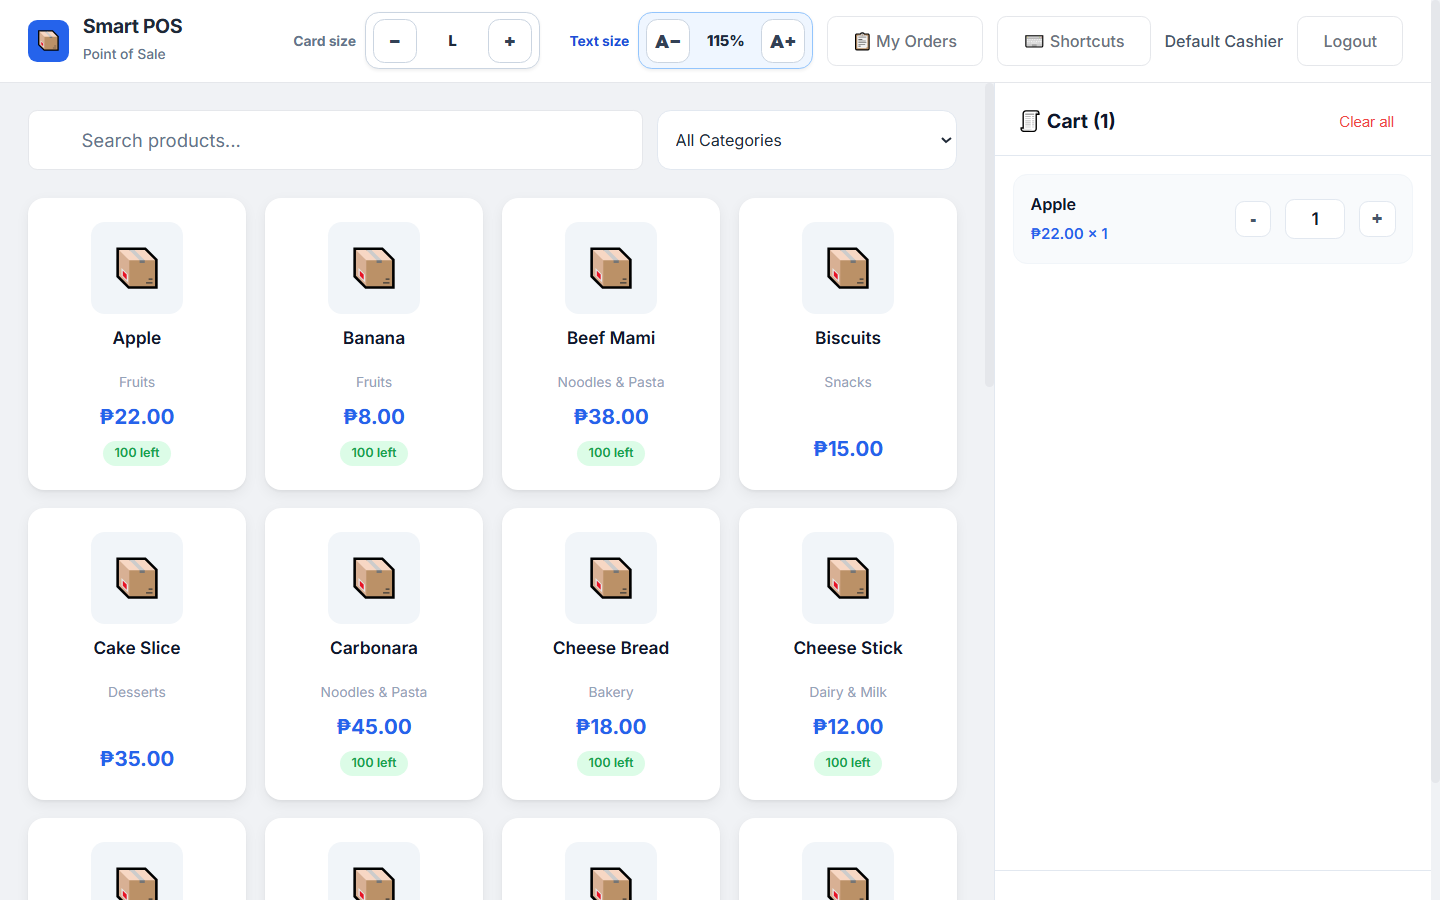 Smart POS
Point of Sale
Card size
−
L
+
Text size
A−
115%
A+
My Orders
Shortcuts
Default Cashier
Logout
Search products...
All Categories
Cart (1)
Clear all
Apple
₱22.00 × 1
-
1
+
Apple
Fruits
₱22.00
100 left
Banana
Fruits
₱8.00
100 left
Beef Mami
Noodles & Pasta
₱38.00
100 left
Biscuits
Snacks
₱15.00
Cake Slice
Desserts
₱35.00
Carbonara
Noodles & Pasta
₱45.00
100 left
Cheese Bread
Bakery
₱18.00
100 left
Cheese Stick
Dairy & Milk
₱12.00
100 left